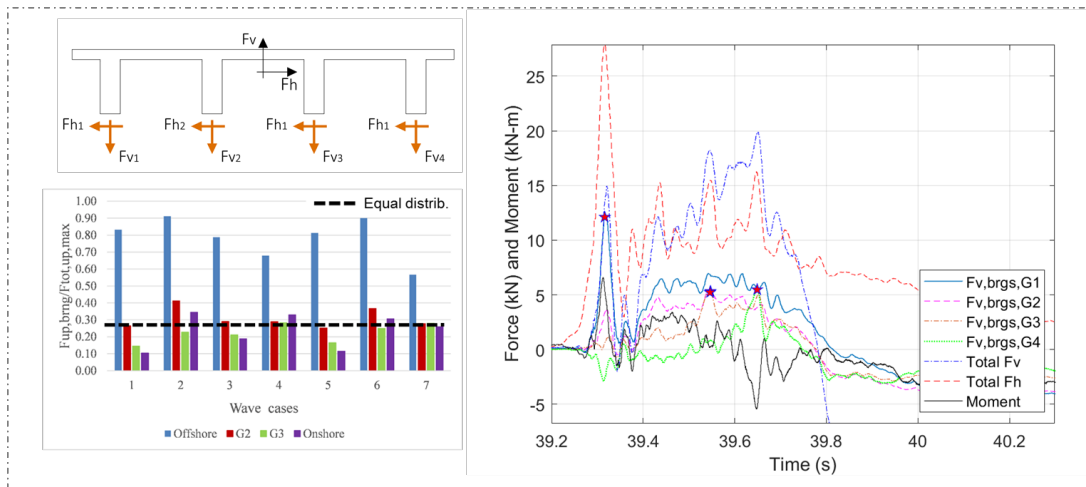 Fv
Fh
Fh1
Fh2
Fh1
Fh1
Fv1
Fv2
Fv3
Fv4
Fup,brrng/Ftot,up,max
1.00
0.90
0.80
0.70
0.60
0.50
0.40
0.30
0.20
0.10
0.00
Equal distrib.
1 2 3 4 5 6 7
Wave cases
Offshore G2 G3 Onshore
Force (kN) and Moment (kN-m)
25
20
15
10
5
0
-5
Fv,brgs,G1
Fv,brgs,G2
Fv,brgs,G3
Fv,brgs,G4
Total Fv
Total Fh
Moment
39.2 39.4 39.6 39.8 40 40.2
Time (s)